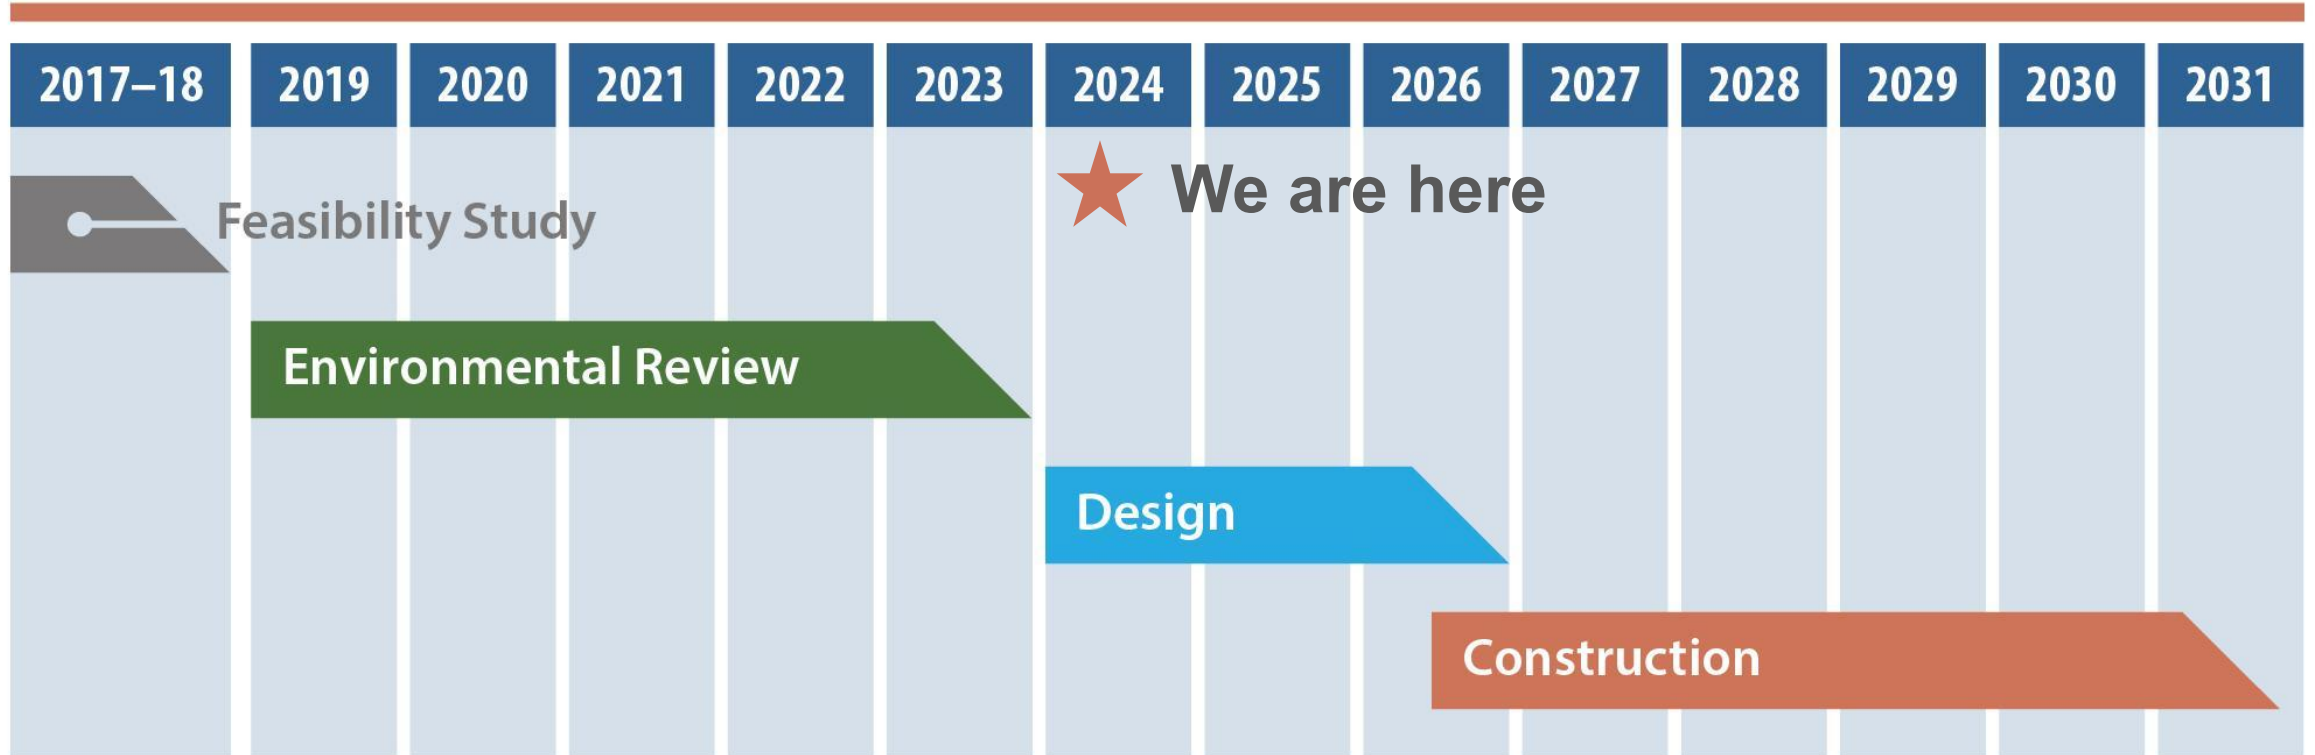 2017–18 2019 2020 2021 2022 2023 2024 2025 2026 2027 2028 2029 2030 2031
We are here
Feasibility Study
Environmental Review
Design
Construction